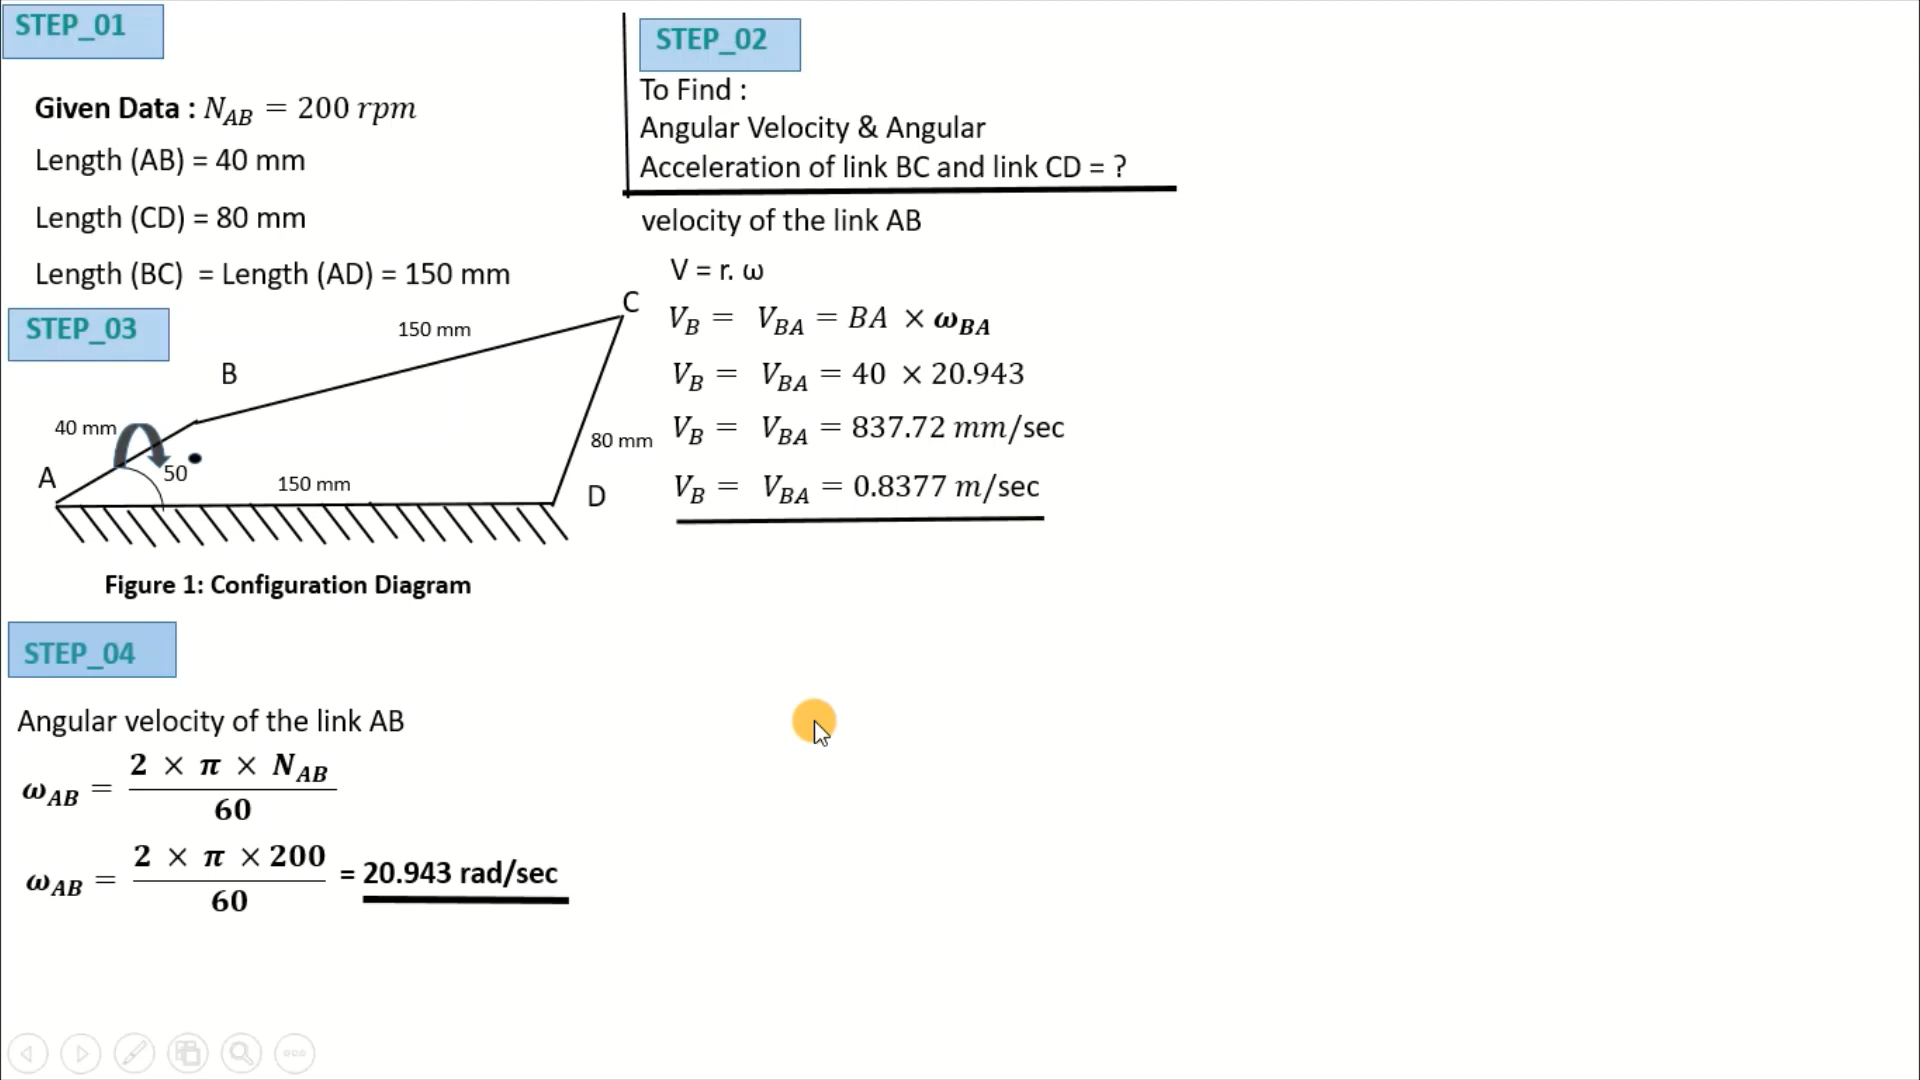 STEP_01
Given Data : N_AB = 200 rpm
Length (AB) = 40 mm
Length (CD) = 80 mm
Length (BC) = Length (AD) = 150 mm
STEP_03
C
150 mm
B
40 mm
50
80 mm
A
150 mm
D
Figure 1: Configuration Diagram
STEP_04
Angular velocity of the link AB
ω_AB = 2 × π × N_AB / 60
ω_AB = 2 × π × 200 / 60 = 20.943 rad/sec
STEP_02
To Find :
Angular Velocity & Angular
Acceleration of link BC and link CD = ?
velocity of the link AB
V = r. ω
V_B = V_BA = BA × ω_BA
V_B = V_BA = 40 × 20.943
V_B = V_BA = 837.72 mm/sec
V_B = V_BA = 0.8377 m/sec